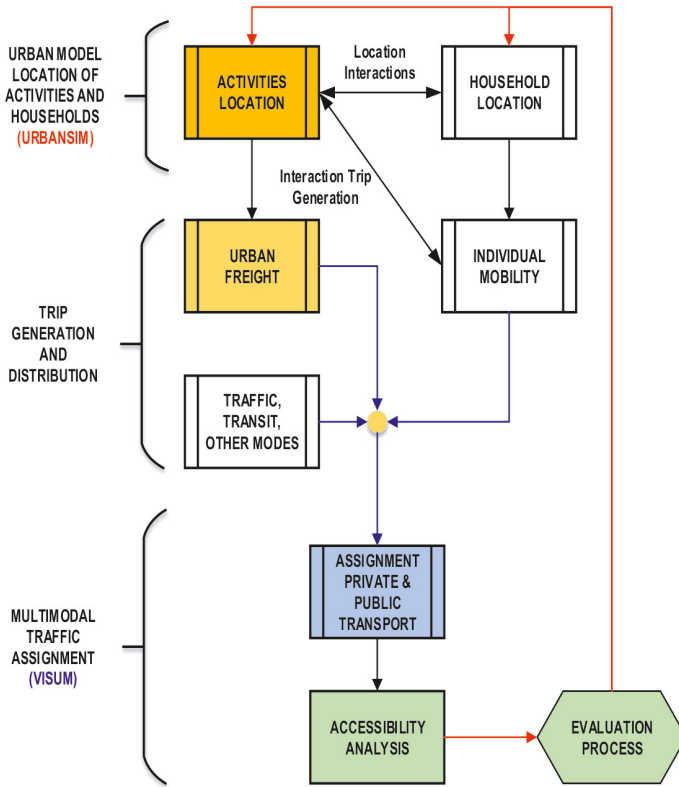 URBAN MODEL
LOCATION OF
ACTIVITIES AND
HOUSEHOLDS
(URBANSIM)
ACTIVITIES
LOCATION
Location
Interactions
HOUSEHOLD
LOCATION
Interaction Trip
Generation
TRIP
GENERATION
AND
DISTRIBUTION
URBAN
FREIGHT
INDIVIDUAL
MOBILITY
TRAFFIC,
TRANSIT,
OTHER MODES
MULTIMODAL
TRAFFIC
ASSIGNMENT
(VISUM)
ASSIGNMENT
PRIVATE &
PUBLIC
TRANSPORT
ACCESSIBILITY
ANALYSIS
EVALUATION
PROCESS